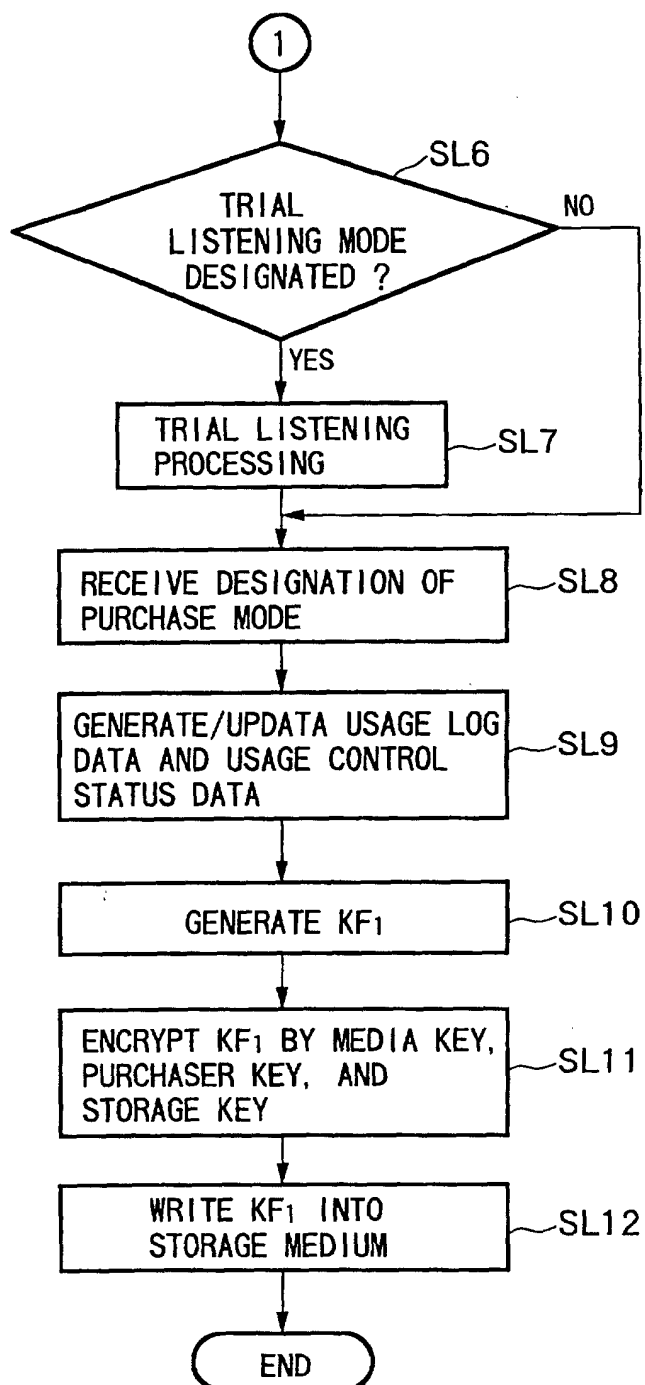 1
SL6
TRIAL
LISTENING MODE
DESIGNATED ?
NO
YES
TRIAL LISTENING
PROCESSING
SL7
RECEIVE DESIGNATION OF
PURCHASE MODE
SL8
GENERATE/UPDATA USAGE LOG
DATA AND USAGE CONTROL
STATUS DATA
SL9
GENERATE KF₁
SL10
ENCRYPT KF₁ BY MEDIA KEY,
PURCHASER KEY, AND
STORAGE KEY
SL11
WRITE KF₁ INTO
STORAGE MEDIUM
SL12
END